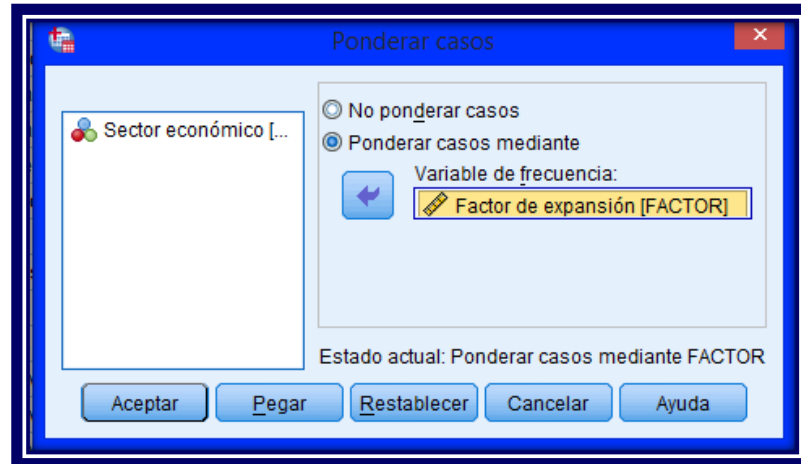 Ponderar casos
Sector económico [...
No ponderar casos
Ponderar casos mediante
Variable de frecuencia:
Factor de expansión [FACTOR]
Estado actual: Ponderar casos mediante FACTOR
Aceptar Pegar Restablecer Cancelar Ayuda